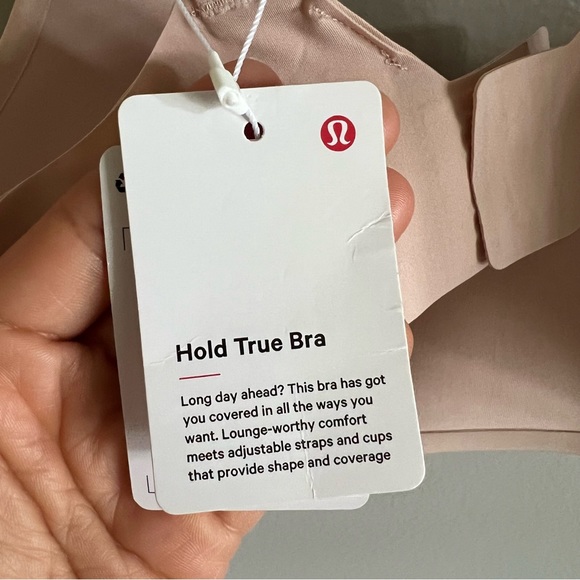 Hold True Bra
Long day ahead? This bra has got
you covered in all the ways you
want. Lounge-worthy comfort
meets adjustable straps and cups
that provide shape and coverage